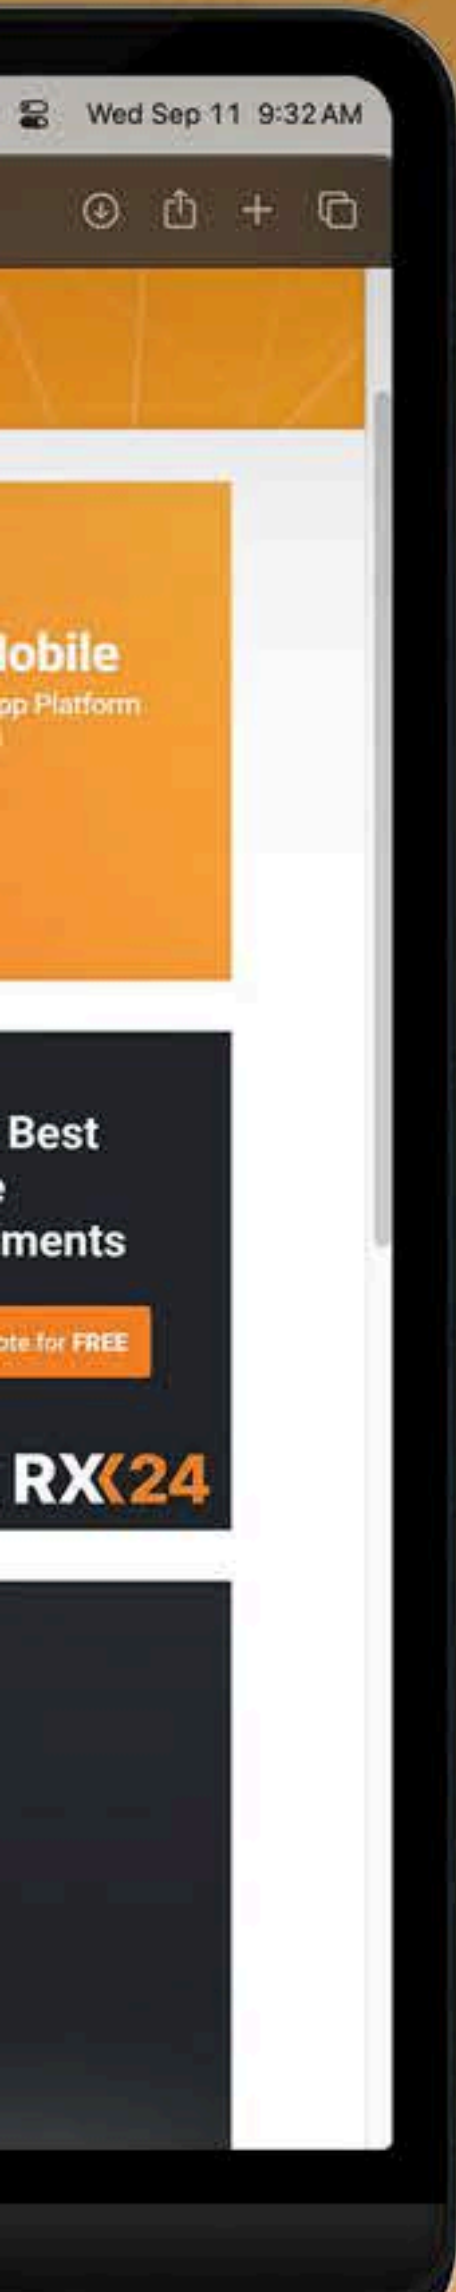 Wed Sep 11 9:32 AM
lobile
pp Platform
Best
e
ments
ote for FREE
RX24